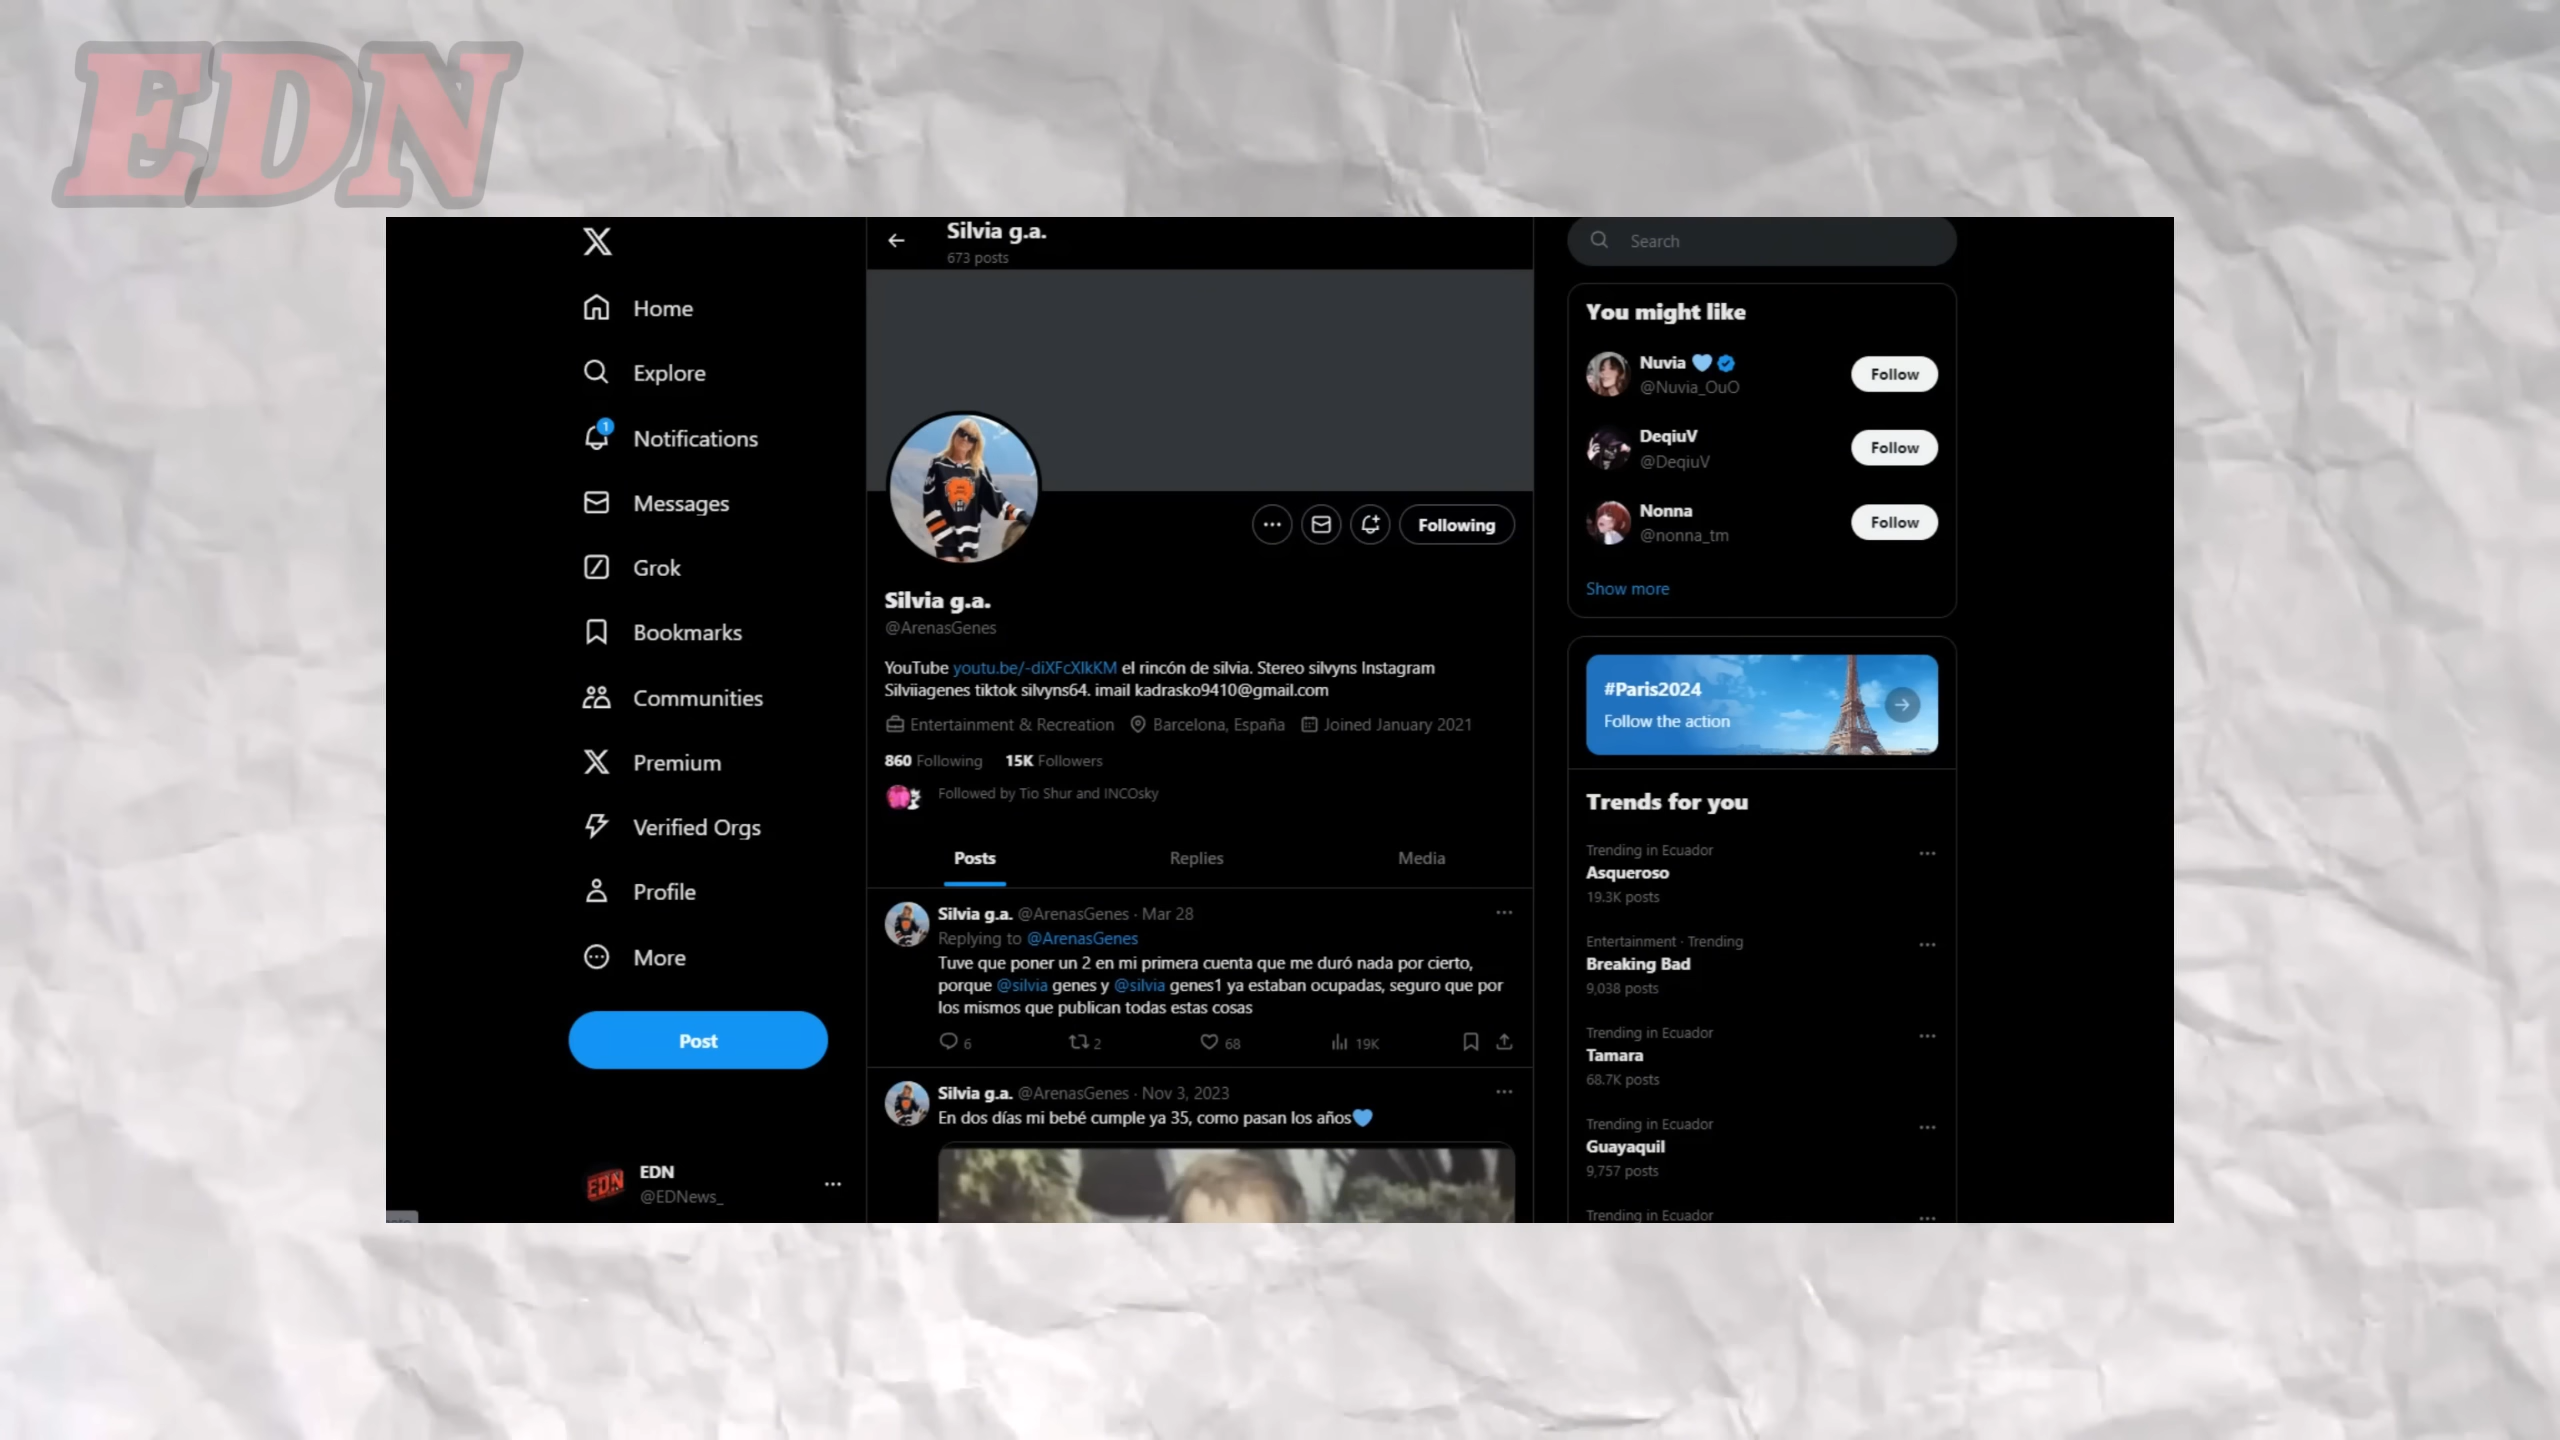 EDN
Home
Explore
1
Notifications
Messages
Grok
Bookmarks
Communities
Premium
Verified Orgs
Profile
More
Post
EDN
@EDNews_
Silvia g.a.
673 posts
Following
Silvia g.a.
@ArenasGenes
YouTube youtu.be/-diXFcXlkKM el rincón de silvia. Stereo silvyns Instagram
Silviiagenes tiktok silvyns64. imail kadrasko9410@gmail.com
Entertainment & Recreation Barcelona, España Joined January 2021
860 Following 15K Followers
Followed by Tio Shur and INCOsky
Posts Replies Media
Silvia g.a. @ArenasGenes · Mar 28
Replying to @ArenasGenes
Tuve que poner un 2 en mi primera cuenta que me duró nada por cierto,
porque @silvia genes y @silvia genes1 ya estaban ocupadas, seguro que por
los mismos que publican todas estas cosas
6 2 68 19K
Silvia g.a. @ArenasGenes · Nov 3, 2023
En dos días mi bebé cumple ya 35, como pasan los años
Search
You might like
Nuvia
@Nuvia_OuO
Follow
DeqiuV
@DeqiuV
Follow
Nonna
@nonna_tm
Follow
Show more
#Paris2024
Follow the action
Trends for you
Trending in Ecuador
Asqueroso
19.3K posts
Entertainment · Trending
Breaking Bad
9,038 posts
Trending in Ecuador
Tamara
68.7K posts
Trending in Ecuador
Guayaquil
9,757 posts
Trending in Ecuador